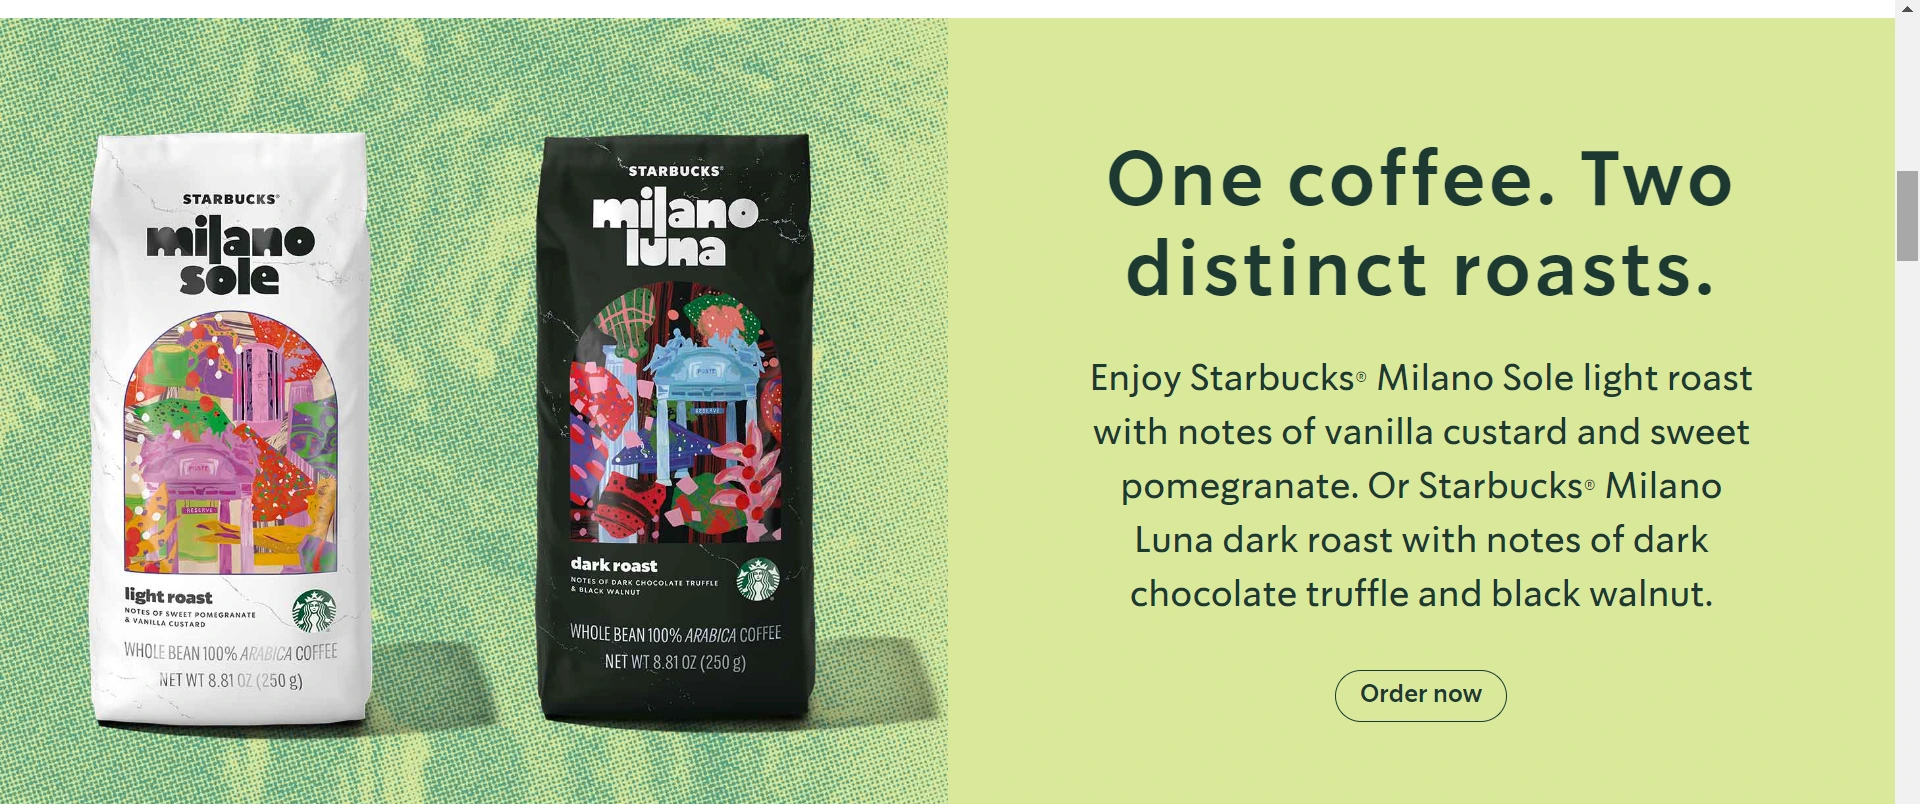 STARBUCKS®
milano
sole
POSTE
RESERVE
light roast
NOTES OF SWEET POMEGRANATE
& VANILLA CUSTARD
WHOLE BEAN 100% ARABICA COFFEE
NET WT 8.81 OZ (250 g)
STARBUCKS®
milano
luna
POSTE
RESERVE
dark roast
NOTES OF DARK CHOCOLATE TRUFFLE
& BLACK WALNUT
WHOLE BEAN 100% ARABICA COFFEE
NET WT 8.81 OZ (250 g)
One coffee. Two
distinct roasts.
Enjoy Starbucks® Milano Sole light roast
with notes of vanilla custard and sweet
pomegranate. Or Starbucks® Milano
Luna dark roast with notes of dark
chocolate truffle and black walnut.
Order now